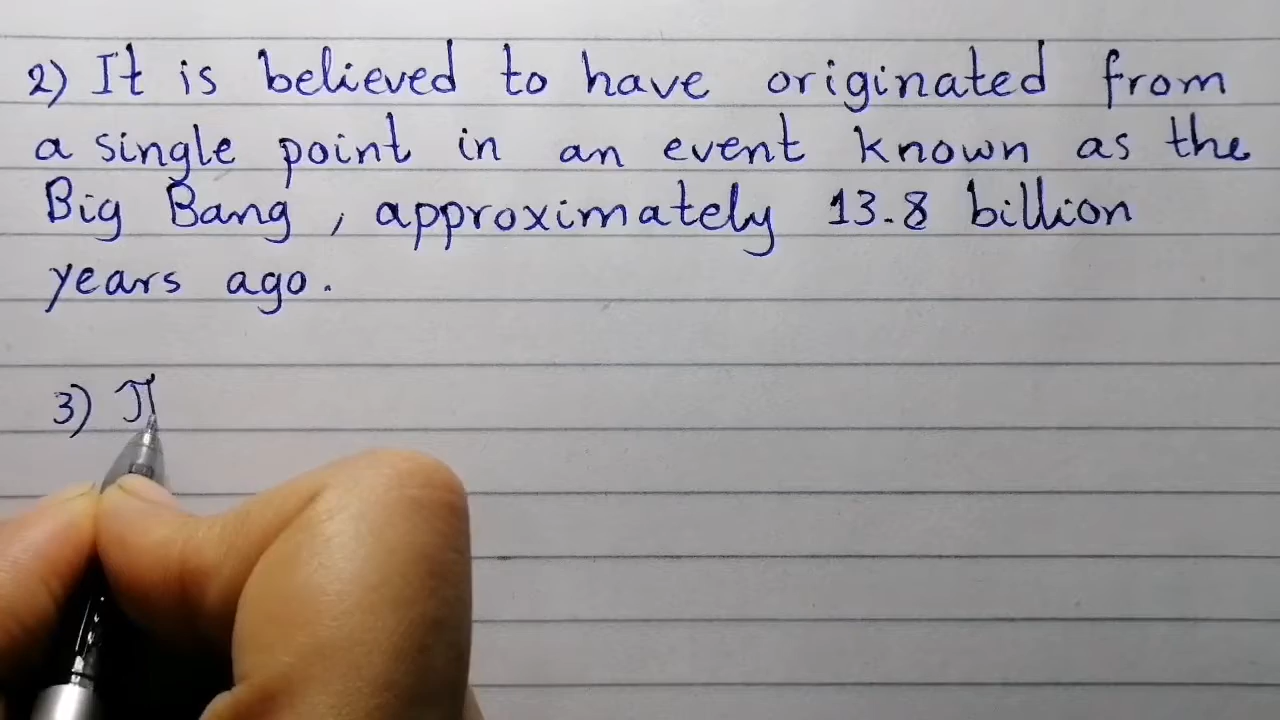 2) It is believed to have originated from
a single point in an event known as the
Big Bang, approximately 13.8 billion
years ago.
3)